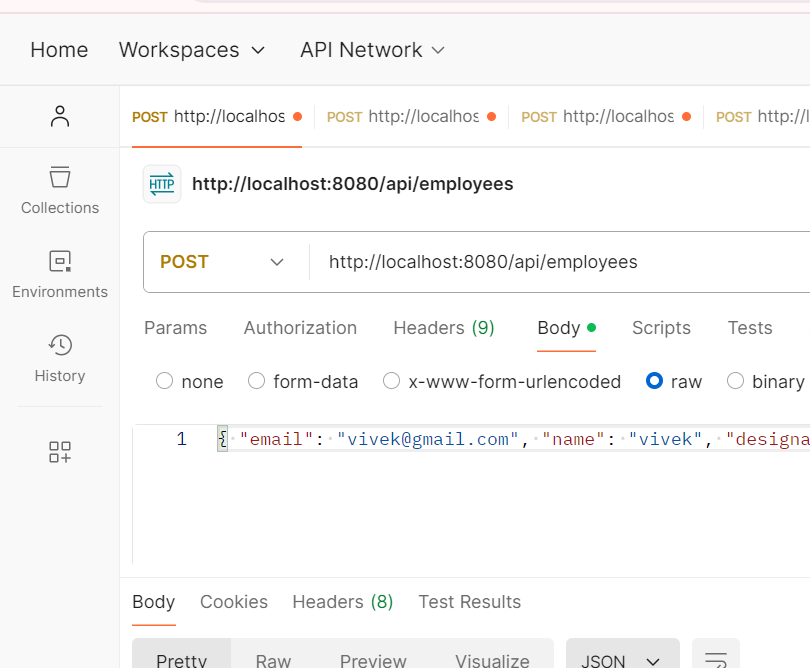 Home Workspaces API Network
POST http://localhos POST http://localhos POST http://localhos POST http://l
HTTP http://localhost:8080/api/employees
Collections
POST http://localhost:8080/api/employees
Environments
Params Authorization Headers (9) Body Scripts Tests
History
none form-data x-www-form-urlencoded raw binary
1 { "email": "vivek@gmail.com", "name": "vivek", "designa
Body Cookies Headers (8) Test Results
Pretty Raw Preview Visualize JSON